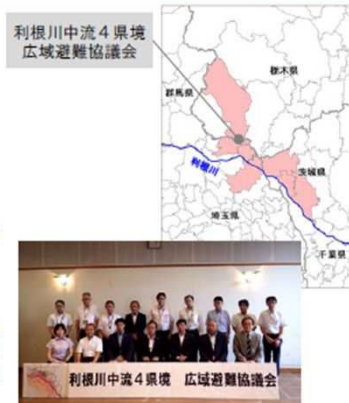 利根川中流4県境
広域避難協議会
栃木県
群馬県
利根川
茨城県
埼玉県
千葉県
利根川中流4県境 広域避難協議会